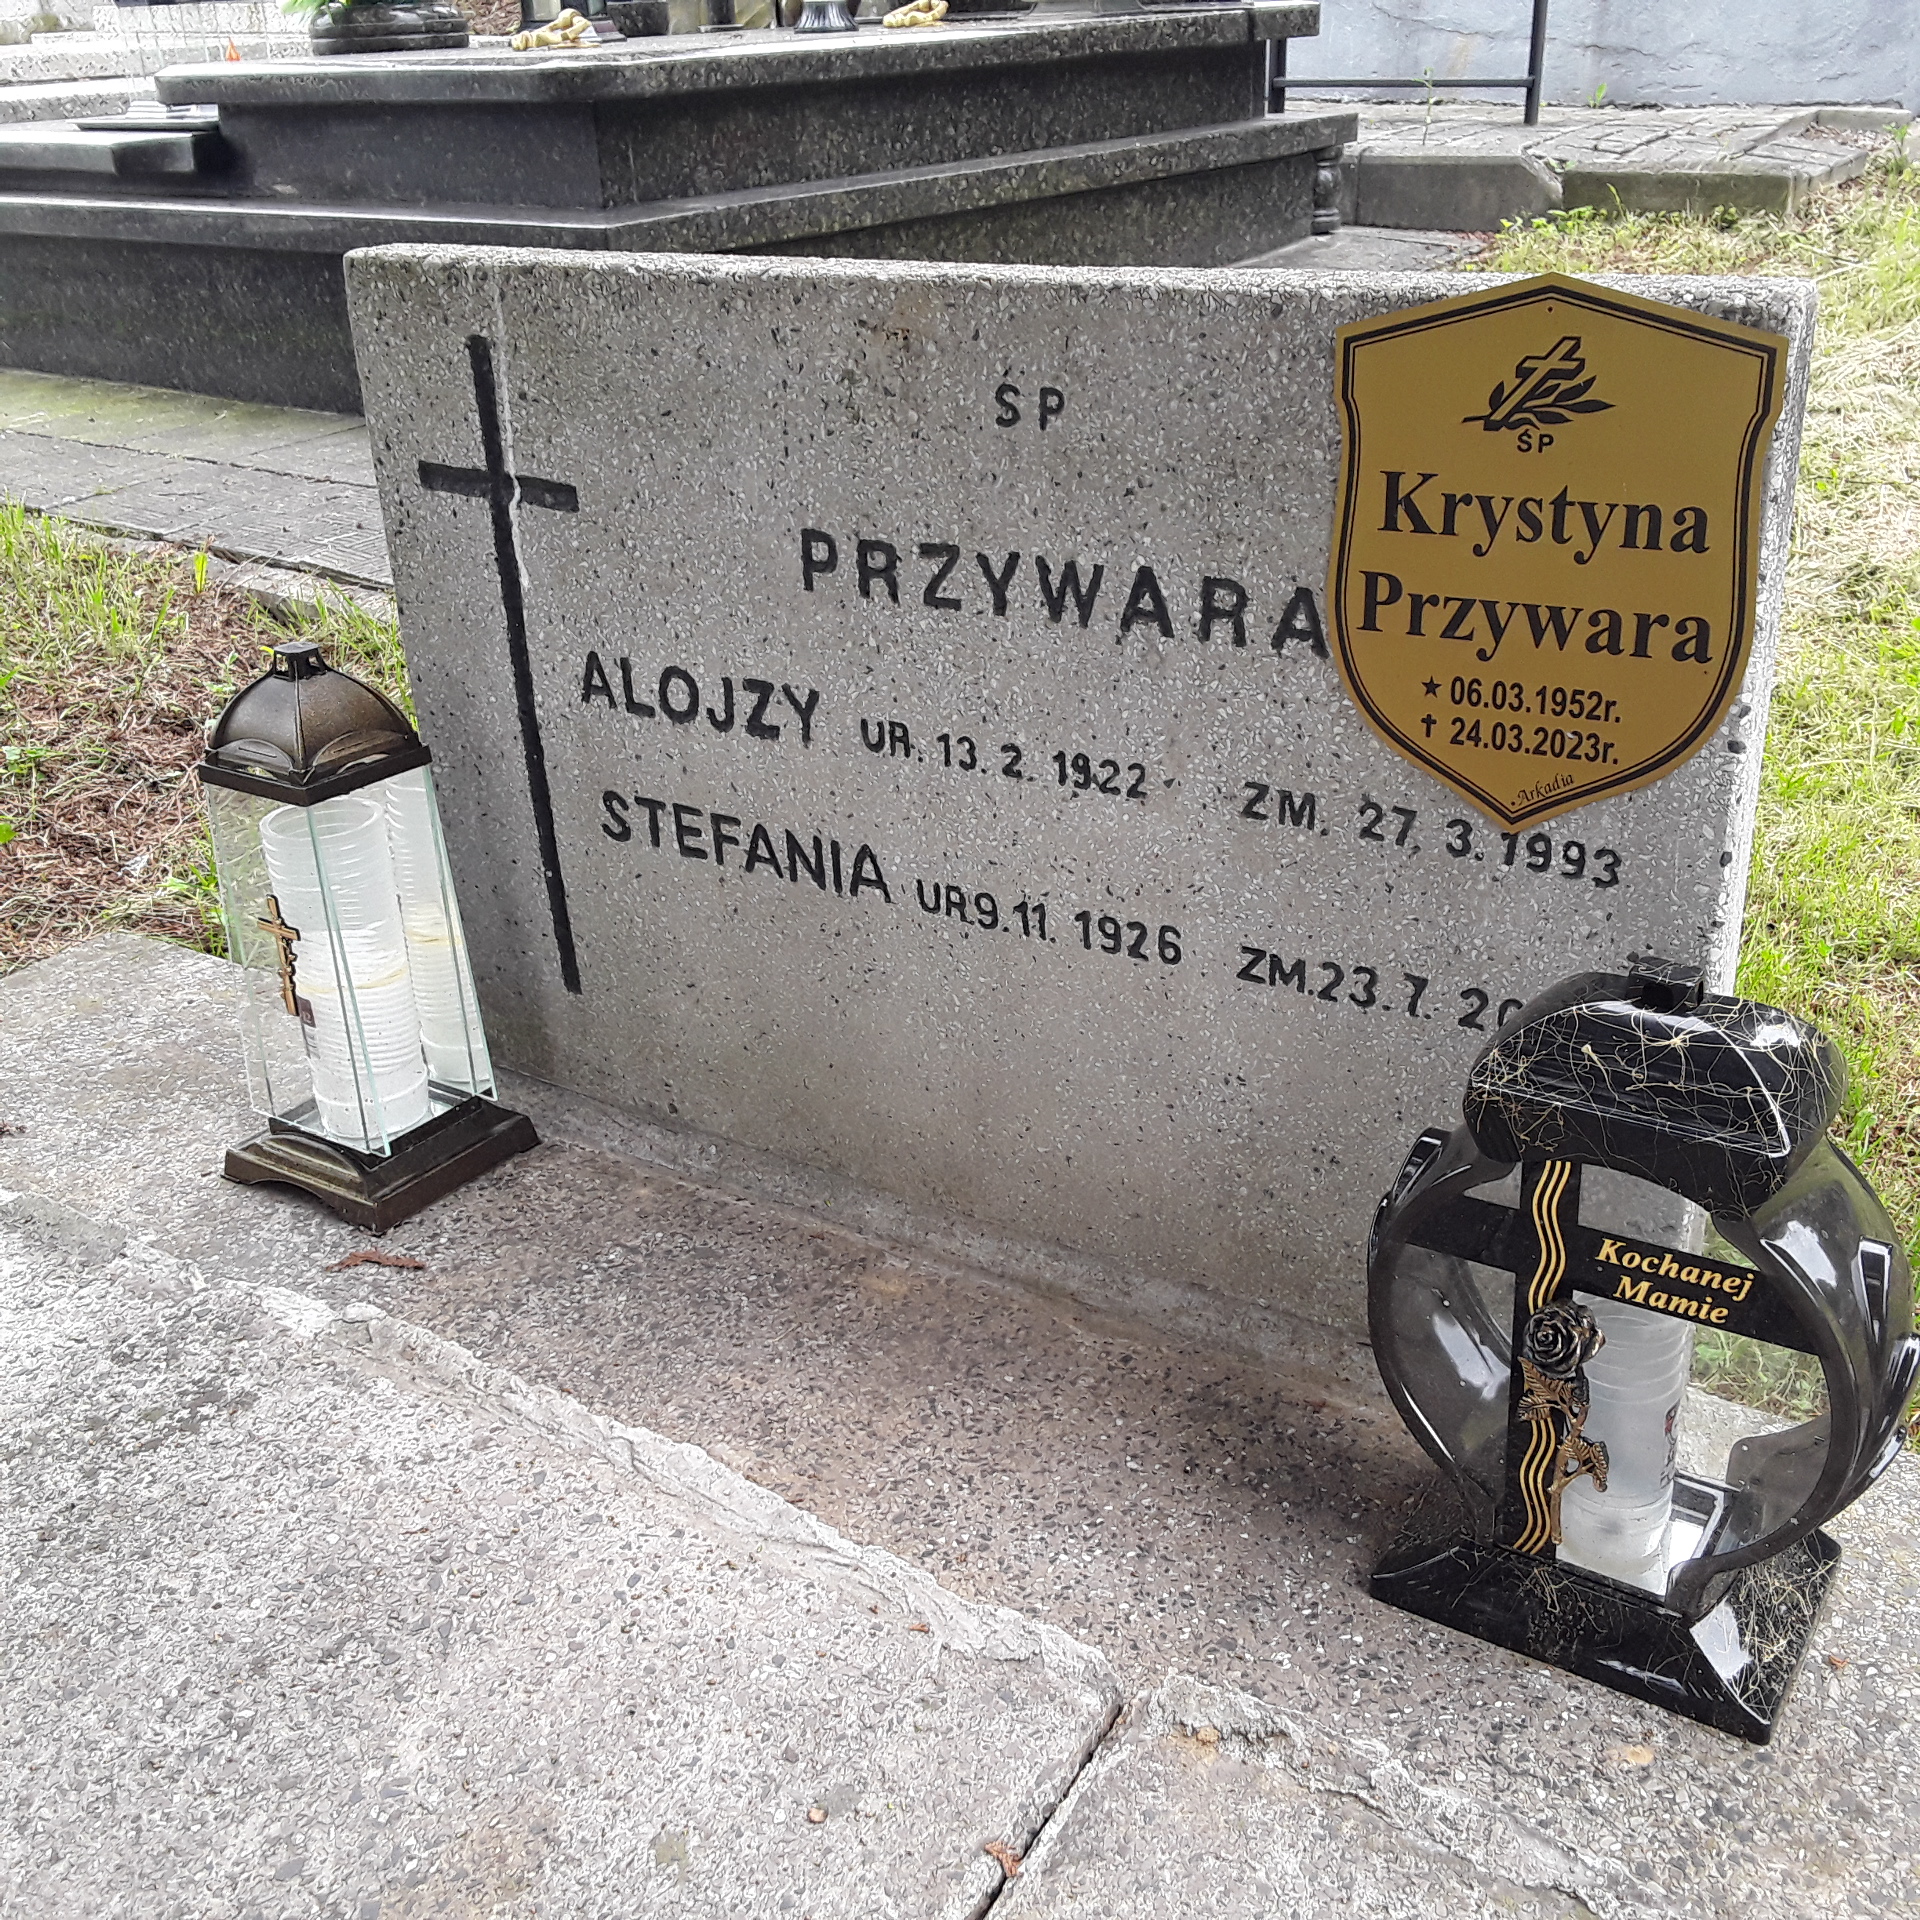 ŚP
PRZYWARA
ALOJZY UR. 13. 2. 1922 ZM. 27. 3. 1993
STEFANIA UR 9. 11. 1926 ZM. 23. 7.
ŚP
Krystyna
Przywara
★ 06.03.1952r.
✝ 24.03.2023r.
Arkadia
Kochanej
Mamie